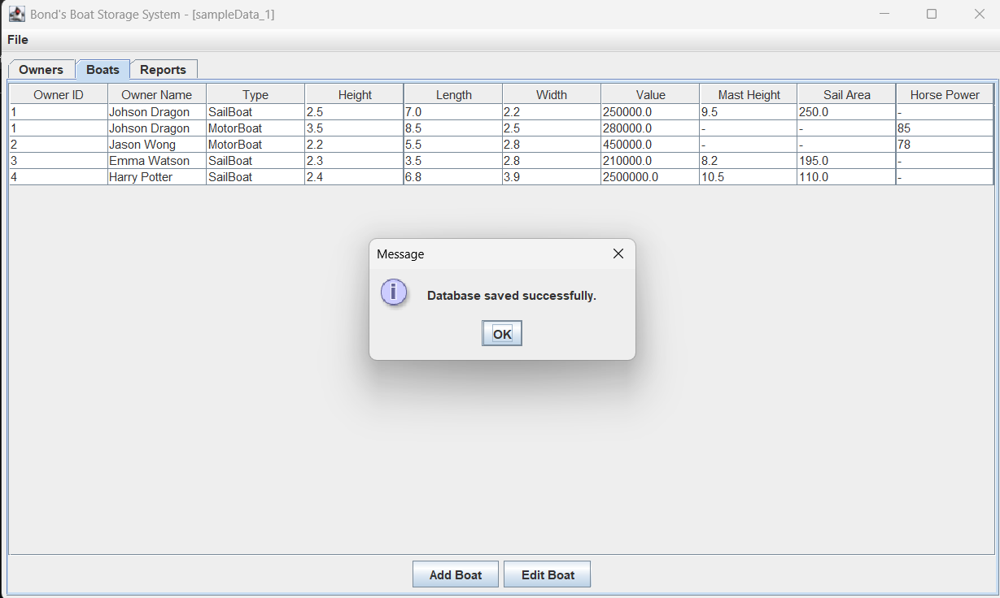 Bond's Boat Storage System - [sampleData_1]
File
Owners Boats Reports
Owner ID Owner Name Type Height Length Width Value Mast Height Sail Area Horse Power
1 Johson Dragon SailBoat 2.5 7.0 2.2 250000.0 9.5 250.0 -
1 Johson Dragon MotorBoat 3.5 8.5 2.5 280000.0 - - 85
2 Jason Wong MotorBoat 2.2 5.5 2.8 450000.0 - - 78
3 Emma Watson SailBoat 2.3 3.5 2.8 210000.0 8.2 195.0 -
4 Harry Potter SailBoat 2.4 6.8 3.9 2500000.0 10.5 110.0 -
Message
i Database saved successfully.
OK
Add Boat Edit Boat